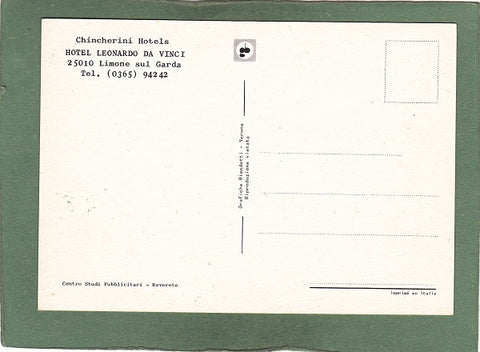 Chincherini Hotels
HOTEL LEONARDO DA VINCI
25010 Limone sul Garda
Tel. (0365) 94242
Grafiche Biondetti - Verona
Riproduzione vietata
Centro Studi Pubblicitari - Rovereto
Imprimé en Italie